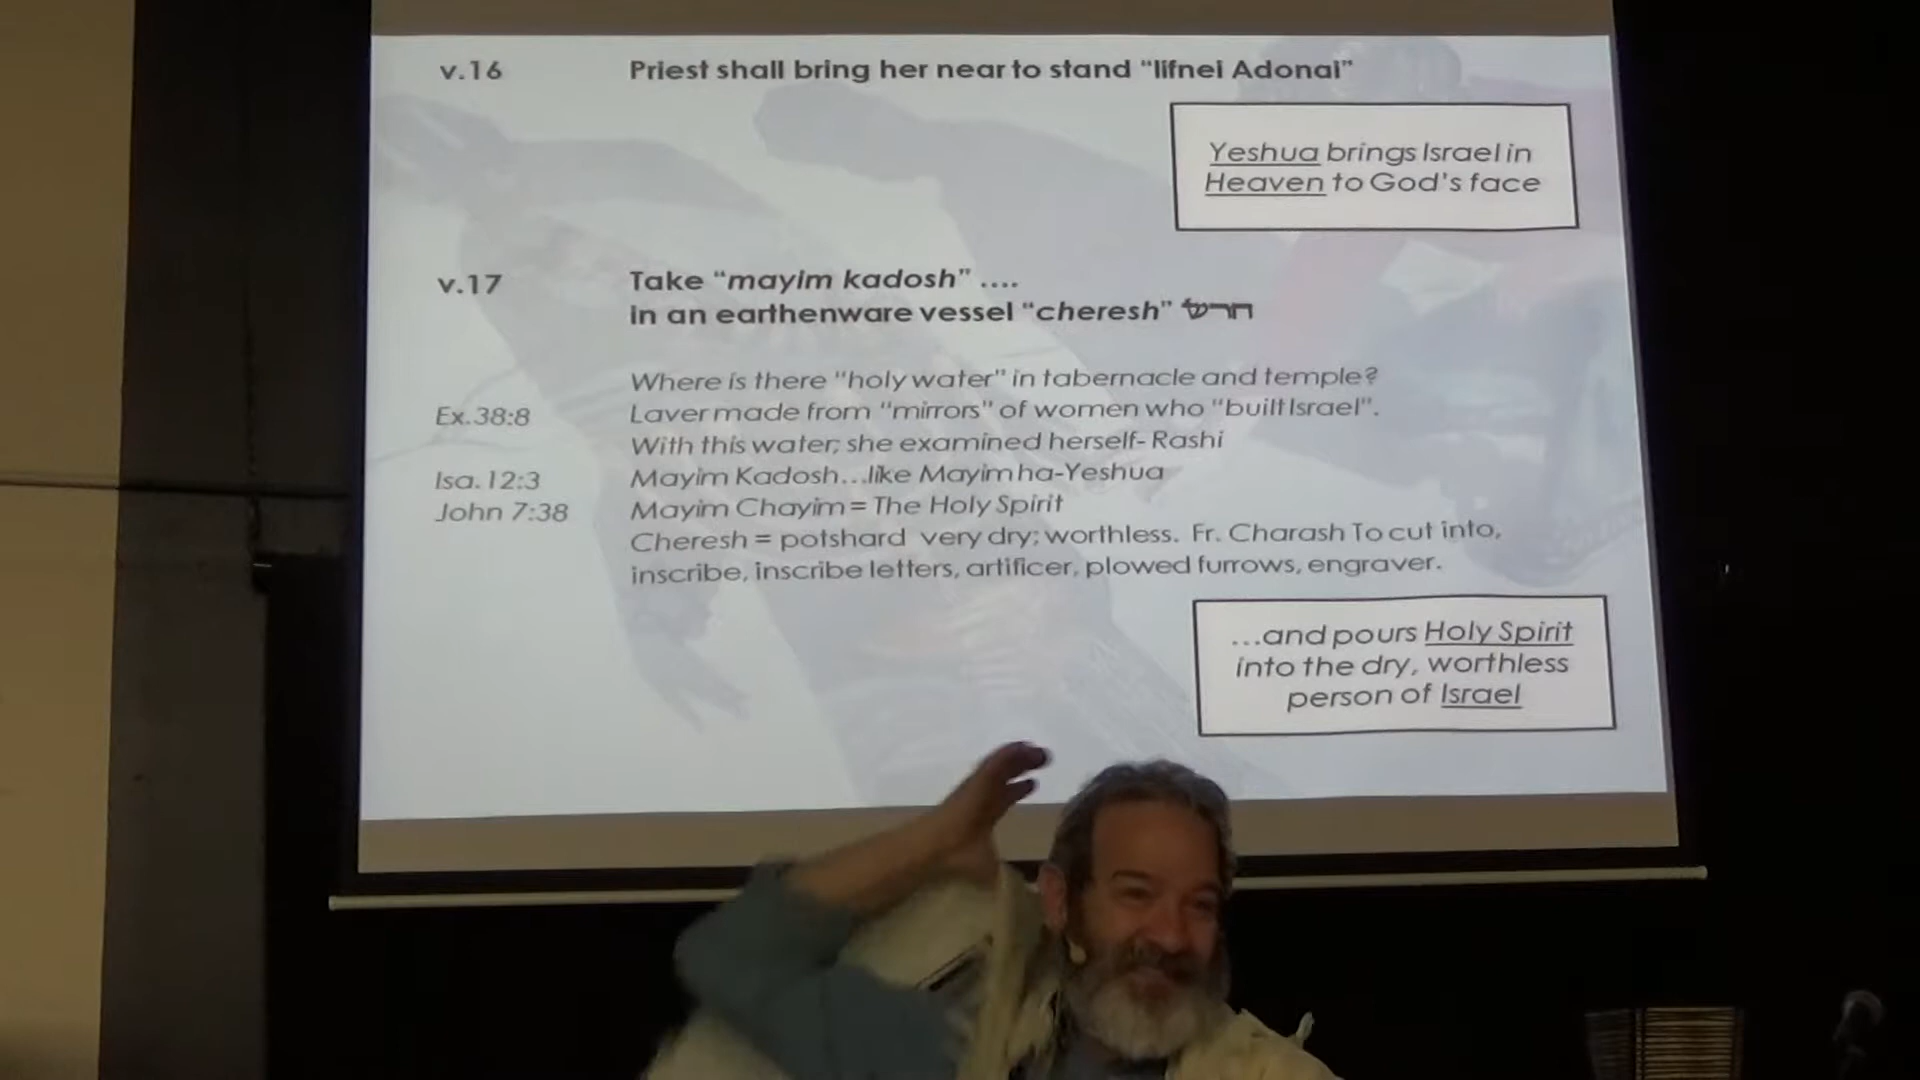 v.16 Priest shall bring her near to stand “lifnei Adonai”
Yeshua brings Israel in
Heaven to God's face
v.17 Take “mayim kadosh” ....
in an earthenware vessel “cheresh” חרש
Where is there “holy water” in tabernacle and temple?
Ex.38:8 Laver made from “mirrors” of women who “built Israel”.
With this water; she examined herself- Rashi
Isa.12:3 Mayim Kadosh...like Mayim ha-Yeshua
John 7:38 Mayim Chayim = The Holy Spirit
Cheresh = potshard very dry; worthless. Fr. Charash To cut into,
inscribe, inscribe letters, artificer, plowed furrows, engraver.
...and pours Holy Spirit
into the dry, worthless
person of Israel